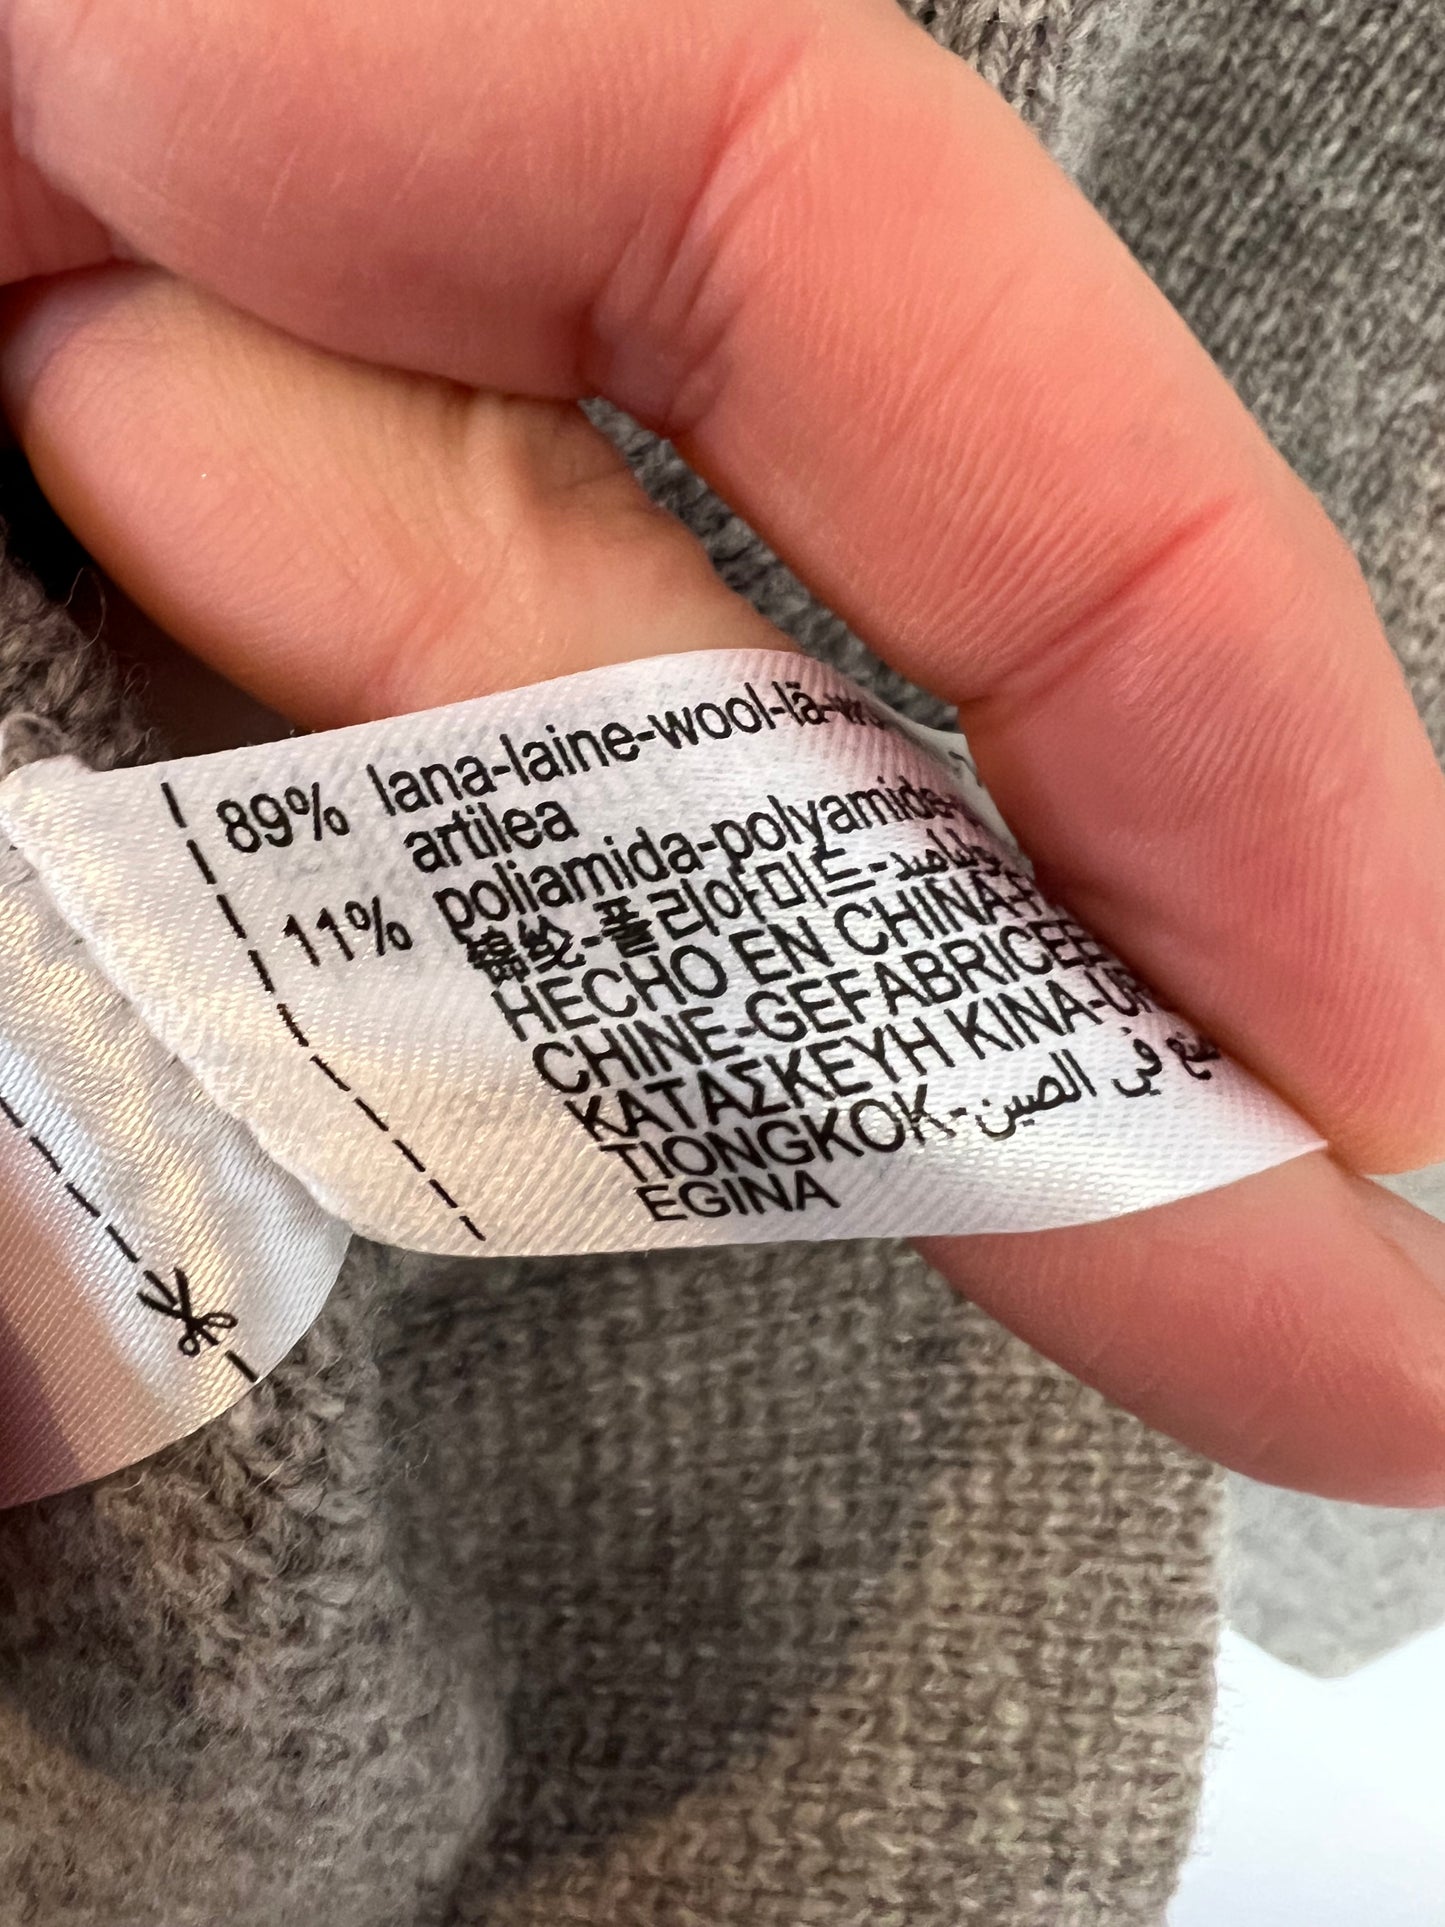 89% lana-laine-wool-lã-
artilea
11% poliamida-polyamide-
锦纶-폴리아미드-بولياميد
HECHO EN CHINA-F
CHINE-GEFABRICEE
ΚΑΤΑΣΚΕΥΗ ΚΙΝΑ-
TIONGKOK-صنع في الصين
EGINA